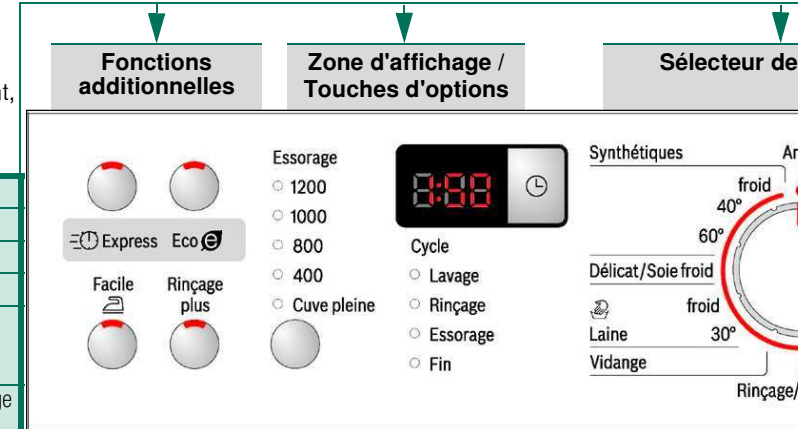 Fonctions
additionnelles
Zone d'affichage /
Touches d'options
Sélecteur de
Express Eco
Facile
Rinçage
plus
Essorage
1200
1000
800
400
Cuve pleine
1:50
Cycle
Lavage
Rinçage
Essorage
Fin
Synthétiques
froid
40°
60°
Délicat/Soie froid
froid
Laine 30°
Vidange
Rinçage/